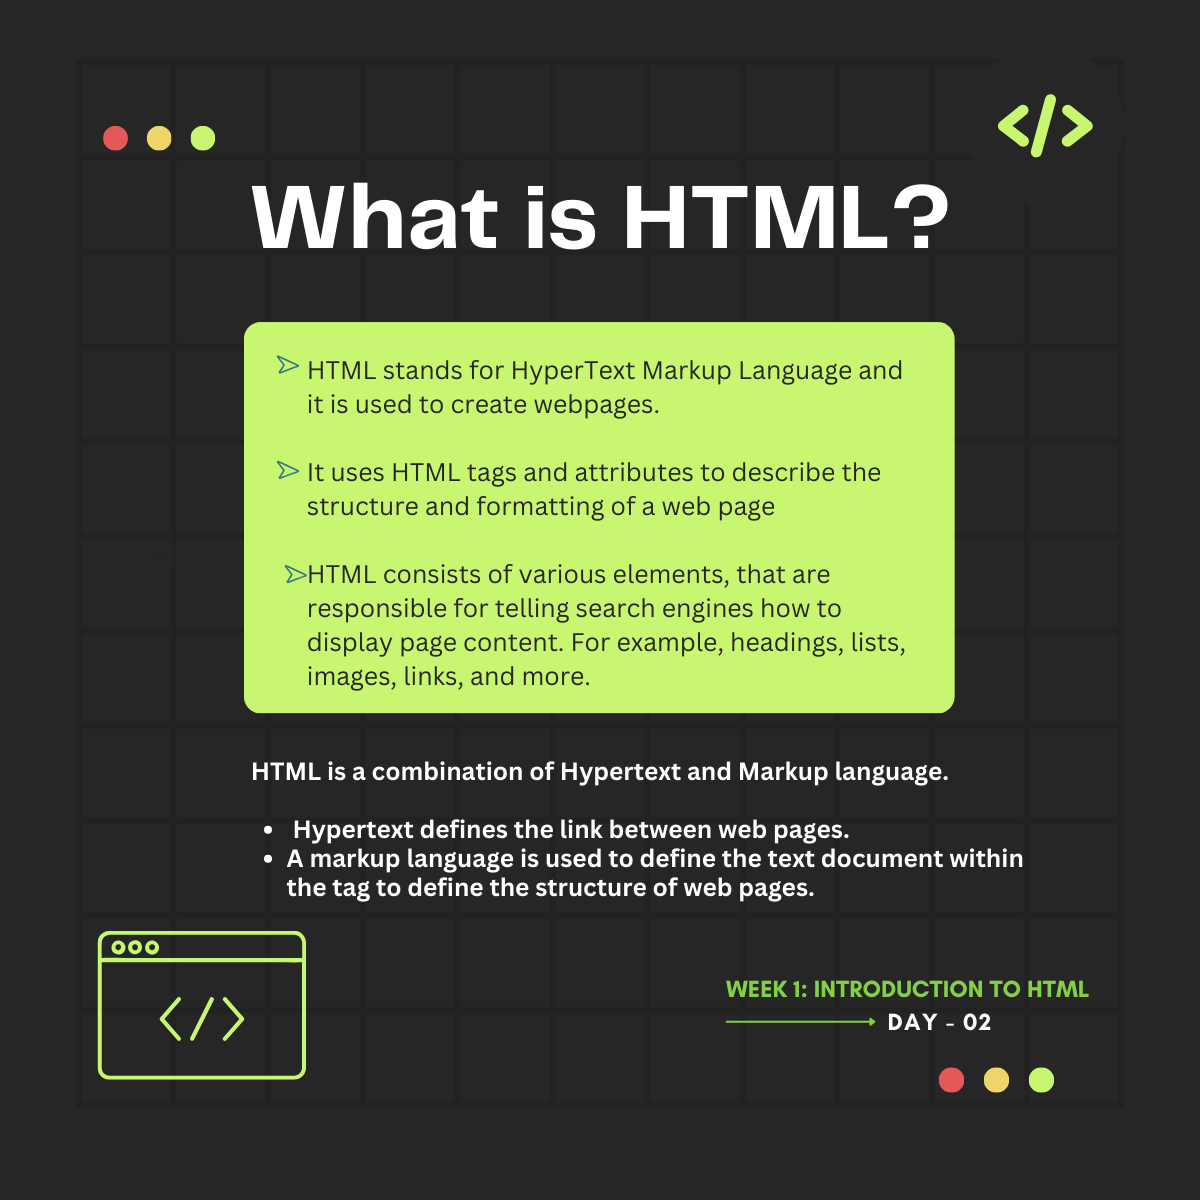 </>
What is HTML?
HTML stands for HyperText Markup Language and
it is used to create webpages.
It uses HTML tags and attributes to describe the
structure and formatting of a web page
HTML consists of various elements, that are
responsible for telling search engines how to
display page content. For example, headings, lists,
images, links, and more.
HTML is a combination of Hypertext and Markup language.
• Hypertext defines the link between web pages.
• A markup language is used to define the text document within
the tag to define the structure of web pages.
</>
WEEK 1: INTRODUCTION TO HTML
DAY - 02